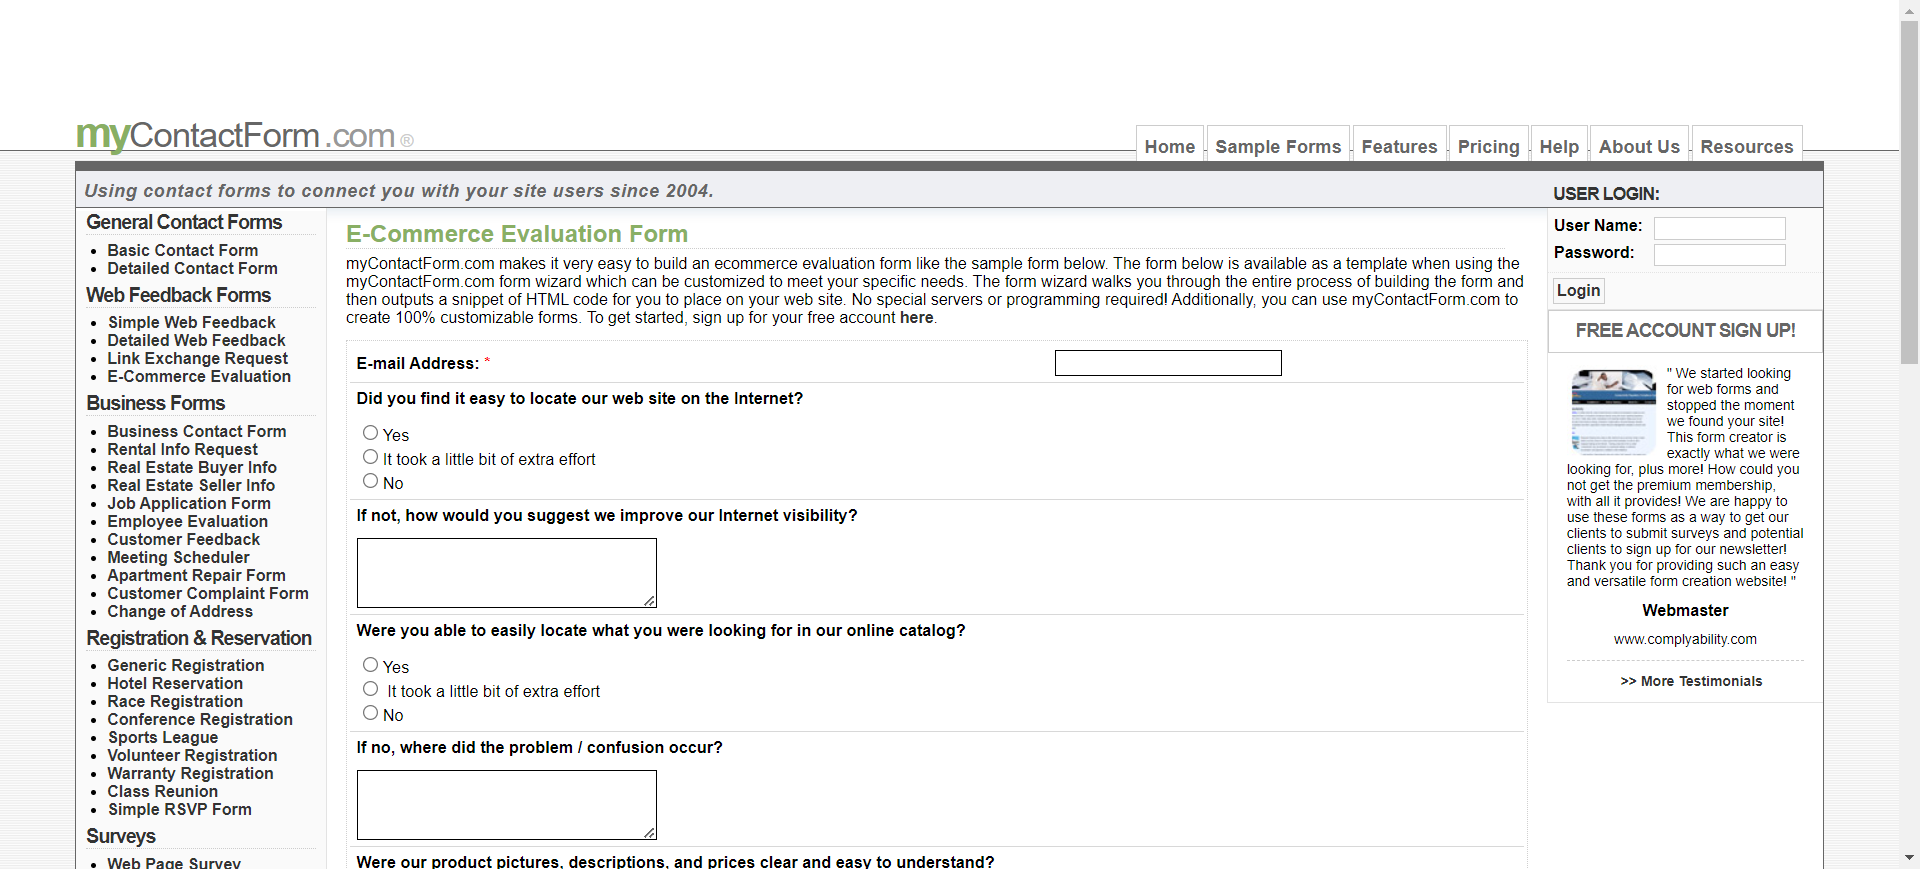 myContactForm.com®
Home
Sample Forms
Features
Pricing
Help
About Us
Resources
Using contact forms to connect you with your site users since 2004.
General Contact Forms
Basic Contact Form
Detailed Contact Form
Web Feedback Forms
Simple Web Feedback
Detailed Web Feedback
Link Exchange Request
E-Commerce Evaluation
Business Forms
Business Contact Form
Rental Info Request
Real Estate Buyer Info
Real Estate Seller Info
Job Application Form
Employee Evaluation
Customer Feedback
Meeting Scheduler
Apartment Repair Form
Customer Complaint Form
Change of Address
Registration & Reservation
Generic Registration
Hotel Reservation
Race Registration
Conference Registration
Sports League
Volunteer Registration
Warranty Registration
Class Reunion
Simple RSVP Form
Surveys
Web Page Survey
E-Commerce Evaluation Form
myContactForm.com makes it very easy to build an ecommerce evaluation form like the sample form below. The form below is available as a template when using the
myContactForm.com form wizard which can be customized to meet your specific needs. The form wizard walks you through the entire process of building the form and
then outputs a snippet of HTML code for you to place on your web site. No special servers or programming required! Additionally, you can use myContactForm.com to
create 100% customizable forms. To get started, sign up for your free account here.
E-mail Address: *
Did you find it easy to locate our web site on the Internet?
Yes
It took a little bit of extra effort
No
If not, how would you suggest we improve our Internet visibility?
Were you able to easily locate what you were looking for in our online catalog?
Yes
It took a little bit of extra effort
No
If no, where did the problem / confusion occur?
Were our product pictures, descriptions, and prices clear and easy to understand?
USER LOGIN:
User Name:
Password:
Login
FREE ACCOUNT SIGN UP!
" We started looking
for web forms and
stopped the moment
we found your site!
This form creator is
exactly what we were
looking for, plus more! How could you
not get the premium membership,
with all it provides! We are happy to
use these forms as a way to get our
clients to submit surveys and potential
clients to sign up for our newsletter!
Thank you for providing such an easy
and versatile form creation website! "
Webmaster
www.complyability.com
>> More Testimonials